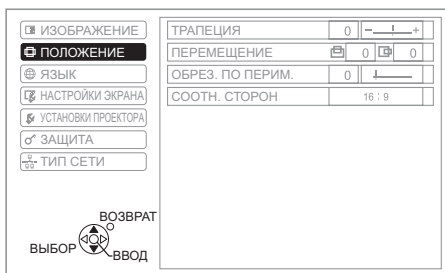 ИЗОБРАЖЕНИЕ
ПОЛОЖЕНИЕ
ЯЗЫК
НАСТРОЙКИ ЭКРАНА
УСТАНОВКИ ПРОЕКТОРА
ЗАЩИТА
ТИП СЕТИ
ВОЗВРАТ
ВЫБОР
ВВОД
ТРАПЕЦИЯ 0 - +
ПЕРЕМЕЩЕНИЕ 0 0
ОБРЕЗ. ПО ПЕРИМ. 0
СООТН. СТОРОН 16 : 9